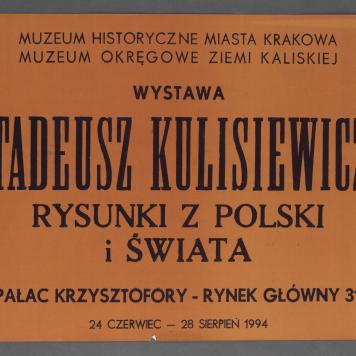 MUZEUM HISTORYCZNE MIASTA KRAKOWA
MUZEUM OKRĘGOWE ZIEMI KALISKIEJ
WYSTAWA
TADEUSZ KULISIEWICZ
RYSUNKI Z POLSKI
i ŚWIATA
PAŁAC KRZYSZTOFORY - RYNEK GŁÓWNY
24 CZERWIEC — 28 SIERPIEŃ 1994